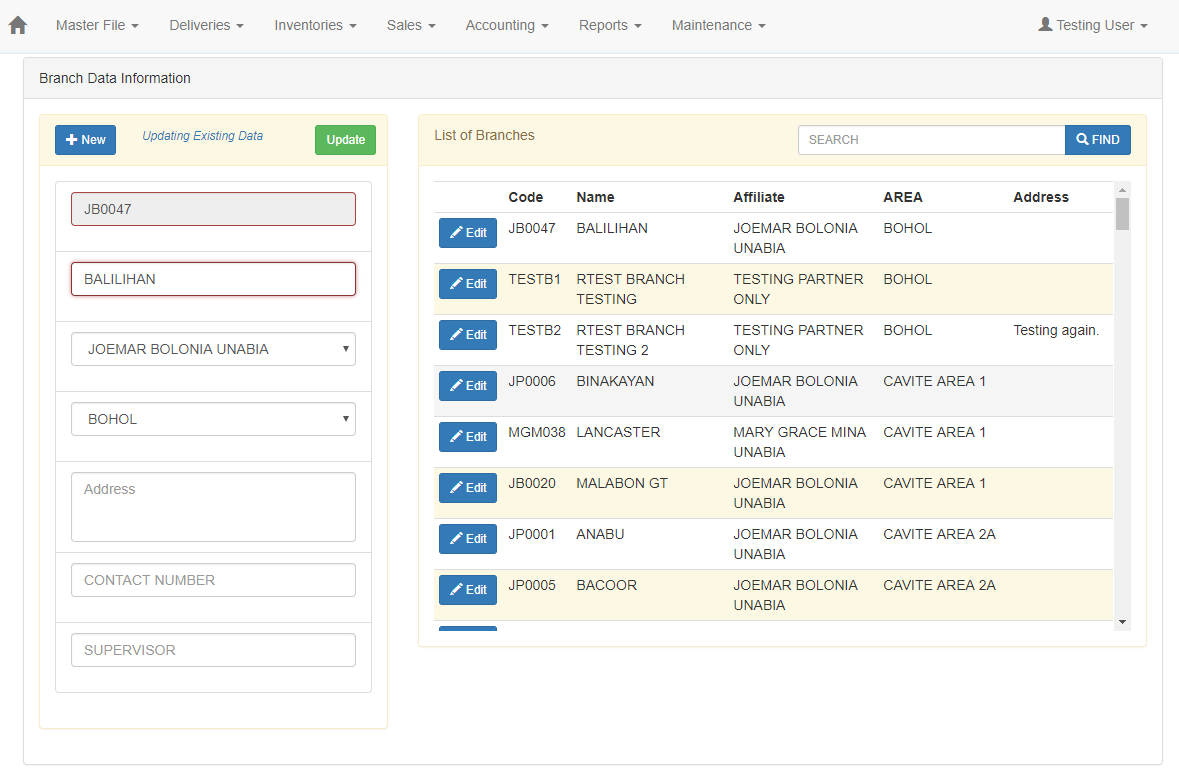 Master File Deliveries Inventories Sales Accounting Reports Maintenance Testing User
Branch Data Information
New Updating Existing Data Update
JB0047
BALILIHAN
JOEMAR BOLONIA UNABIA
BOHOL
Address
CONTACT NUMBER
SUPERVISOR
List of Branches SEARCH FIND
Code Name Affiliate AREA Address
Edit JB0047 BALILIHAN JOEMAR BOLONIA BOHOL
UNABIA
Edit TESTB1 RTEST BRANCH TESTING PARTNER BOHOL
TESTING ONLY
Edit TESTB2 RTEST BRANCH TESTING PARTNER BOHOL Testing again.
TESTING 2 ONLY
Edit JP0006 BINAKAYAN JOEMAR BOLONIA CAVITE AREA 1
UNABIA
Edit MGM038 LANCASTER MARY GRACE MINA CAVITE AREA 1
UNABIA
Edit JB0020 MALABON GT JOEMAR BOLONIA CAVITE AREA 1
UNABIA
Edit JP0001 ANABU JOEMAR BOLONIA CAVITE AREA 2A
UNABIA
Edit JP0005 BACOOR JOEMAR BOLONIA CAVITE AREA 2A
UNABIA